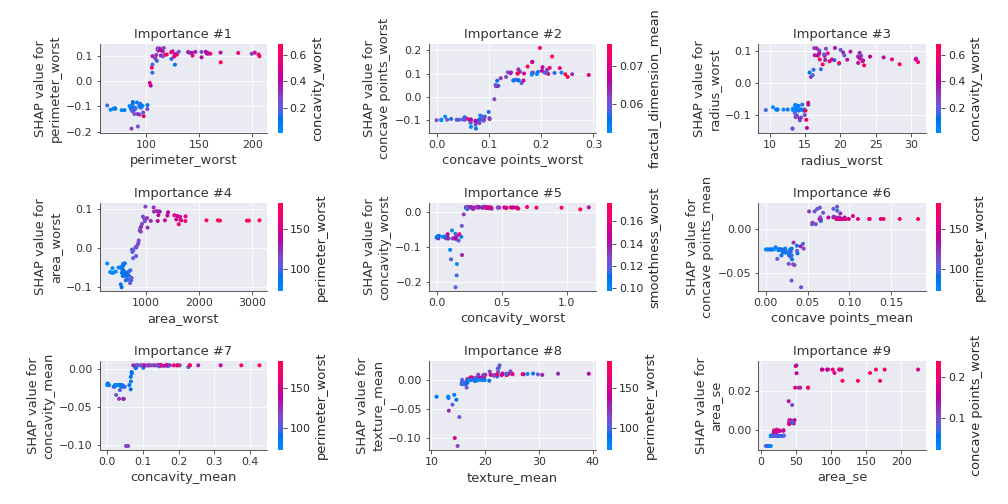 Importance #1
SHAP value for
perimeter_worst
0.1
0.0
−0.1
−0.2
100
150
200
perimeter_worst
0.6
0.4
0.2
concavity_worst
Importance #2
SHAP value for
concave points_worst
0.2
0.1
0.0
−0.1
0.0
0.1
0.2
0.3
concave points_worst
0.07
0.06
fractal_dimension_mean
Importance #3
SHAP value for
radius_worst
0.1
0.0
−0.1
10
15
20
25
30
radius_worst
0.6
0.4
0.2
concavity_worst
Importance #4
SHAP value for
area_worst
0.1
0.0
−0.1
1000
2000
3000
area_worst
150
100
perimeter_worst
Importance #5
SHAP value for
concavity_worst
0.0
−0.1
−0.2
0.0
0.5
1.0
concavity_worst
0.16
0.14
0.12
0.10
smoothness_worst
Importance #6
SHAP value for
concave points_mean
0.00
−0.05
0.00
0.05
0.10
0.15
concave points_mean
150
100
perimeter_worst
Importance #7
SHAP value for
concavity_mean
0.00
−0.05
−0.10
0.0
0.1
0.2
0.3
0.4
concavity_mean
150
100
perimeter_worst
Importance #8
SHAP value for
texture_mean
0.00
−0.05
−0.10
10
20
30
40
texture_mean
150
100
perimeter_worst
Importance #9
SHAP value for
area_se
0.02
0.00
0
50
100
150
200
area_se
0.2
0.1
concave points_worst